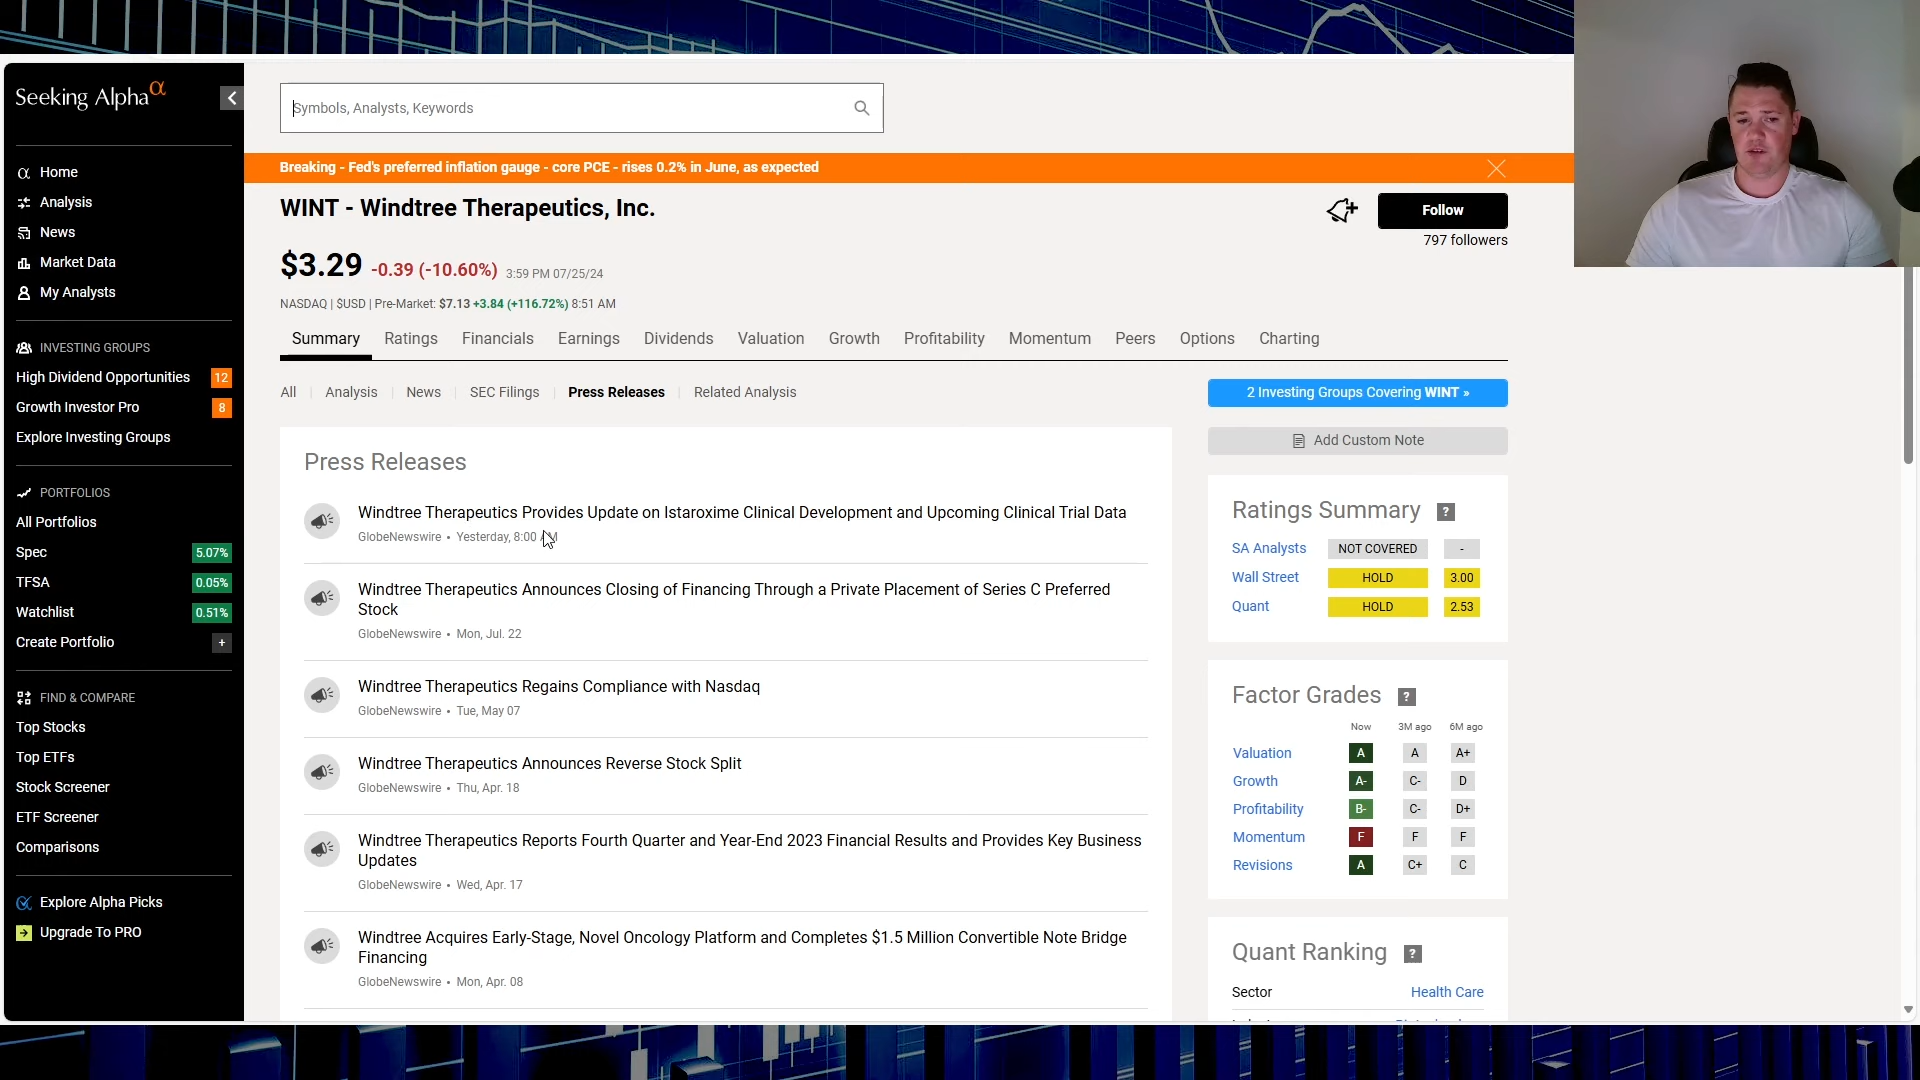 Seeking Alpha α
Home
Analysis
News
Market Data
My Analysts
INVESTING GROUPS
High Dividend Opportunities 12
Growth Investor Pro 8
Explore Investing Groups
PORTFOLIOS
All Portfolios
Spec 5.07%
TFSA 0.05%
Watchlist 0.51%
Create Portfolio +
FIND & COMPARE
Top Stocks
Top ETFs
Stock Screener
ETF Screener
Comparisons
Explore Alpha Picks
Upgrade To PRO
Symbols, Analysts, Keywords
Breaking - Fed's preferred inflation gauge - core PCE - rises 0.2% in June, as expected
WINT - Windtree Therapeutics, Inc.
Follow
797 followers
$3.29 -0.39 (-10.60%) 3:59 PM 07/25/24
NASDAQ | $USD | Pre-Market: $7.13 +3.84 (+116.72%) 8:51 AM
Summary Ratings Financials Earnings Dividends Valuation Growth Profitability Momentum Peers Options Charting
All Analysis News SEC Filings Press Releases Related Analysis
Press Releases
Windtree Therapeutics Provides Update on Istaroxime Clinical Development and Upcoming Clinical Trial Data
GlobeNewswire • Yesterday, 8:00 AM
Windtree Therapeutics Announces Closing of Financing Through a Private Placement of Series C Preferred
Stock
GlobeNewswire • Mon, Jul. 22
Windtree Therapeutics Regains Compliance with Nasdaq
GlobeNewswire • Tue, May 07
Windtree Therapeutics Announces Reverse Stock Split
GlobeNewswire • Thu, Apr. 18
Windtree Therapeutics Reports Fourth Quarter and Year-End 2023 Financial Results and Provides Key Business
Updates
GlobeNewswire • Wed, Apr. 17
Windtree Acquires Early-Stage, Novel Oncology Platform and Completes $1.5 Million Convertible Note Bridge
Financing
GlobeNewswire • Mon, Apr. 08
2 Investing Groups Covering WINT »
Add Custom Note
Ratings Summary ?
SA Analysts NOT COVERED -
Wall Street HOLD 3.00
Quant HOLD 2.53
Factor Grades ?
Now 3M ago 6M ago
Valuation A A A+
Growth A- C- D
Profitability B- C- D+
Momentum F F F
Revisions A C+ C
Quant Ranking ?
Sector Health Care